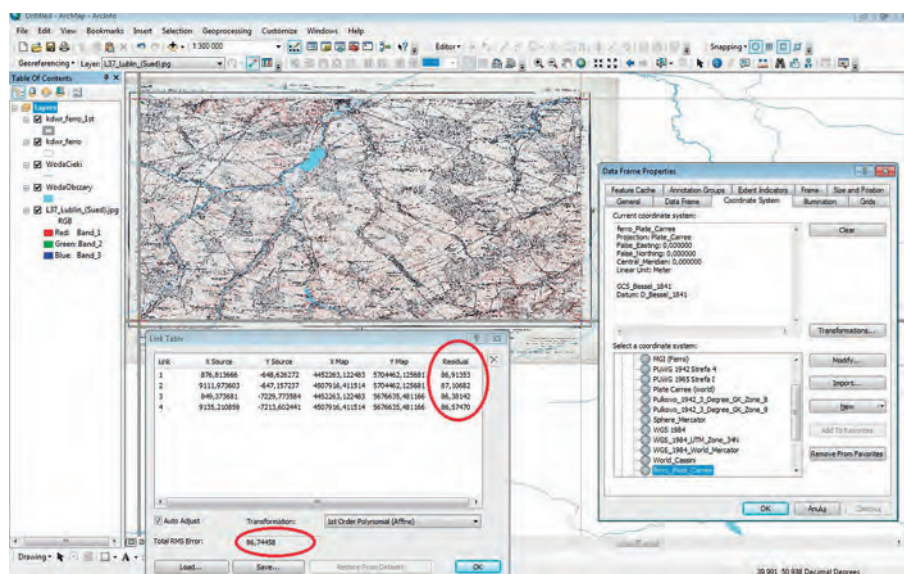 Untitled - ArcMap - ArcInfo
File Edit View Bookmarks Insert Selection Geoprocessing Customize Windows Help
1:300 000
Editor
Snapping
Georeferencing Layer: L37_Lublin_(Sued).jpg
Table Of Contents
Layers
kdwr_ferro_1st
kdwr_ferro
WodaCieki
WodaObszary
L37_Lublin_(Sued).jpg
RGB
Red: Band_1
Green: Band_2
Blue: Band_3
Data Frame Properties
Feature Cache Annotation Groups Extent Indicators Frame Size and Position
General Data Frame Coordinate System Illumination Grids
Current coordinate system:
ferro_Plate_Carree
Projection: Plate_Carree
False_Easting: 0,000000
False_Northing: 0,000000
Central_Meridian: 0,000000
Linear Unit: Meter
GCS_Bessel_1841
Datum: D_Bessel_1841
Clear
Transformations...
Select a coordinate system:
MGI (Ferro)
PUWG 1942 Strefa 4
PUWG 1965 Strefa I
Plate Carree (world)
Pulkovo_1942_3_Degree_GK_Zone_8
Pulkovo_1942_3_Degree_GK_Zone_9
Sphere_Mercator
WGS 1984
WGS_1984_UTM_Zone_34N
WGS_1984_World_Mercator
World_Cassini
ferro_Plate_Carree
Modify...
Import...
New
Add To Favorites
Remove From Favorites
OK Anuluj
Link Table
Link X Source Y Source X Map Y Map Residual
1 876,813666 -648,626272 4452263,122483 5704462,125681 86,91353
2 9111,973603 -647,157237 4507916,411514 5704462,125681 87,10682
3 849,373681 -7229,773584 4452263,122483 5676635,481166 86,38142
4 9135,210859 -7213,602441 4507916,411514 5676635,481166 86,57470
Auto Adjust Transformation: 1st Order Polynomial (Affine)
Total RMS Error: 86,74458
Load... Save... Restore From Dataset OK
Drawing
39,991 50,938 Decimal Degrees